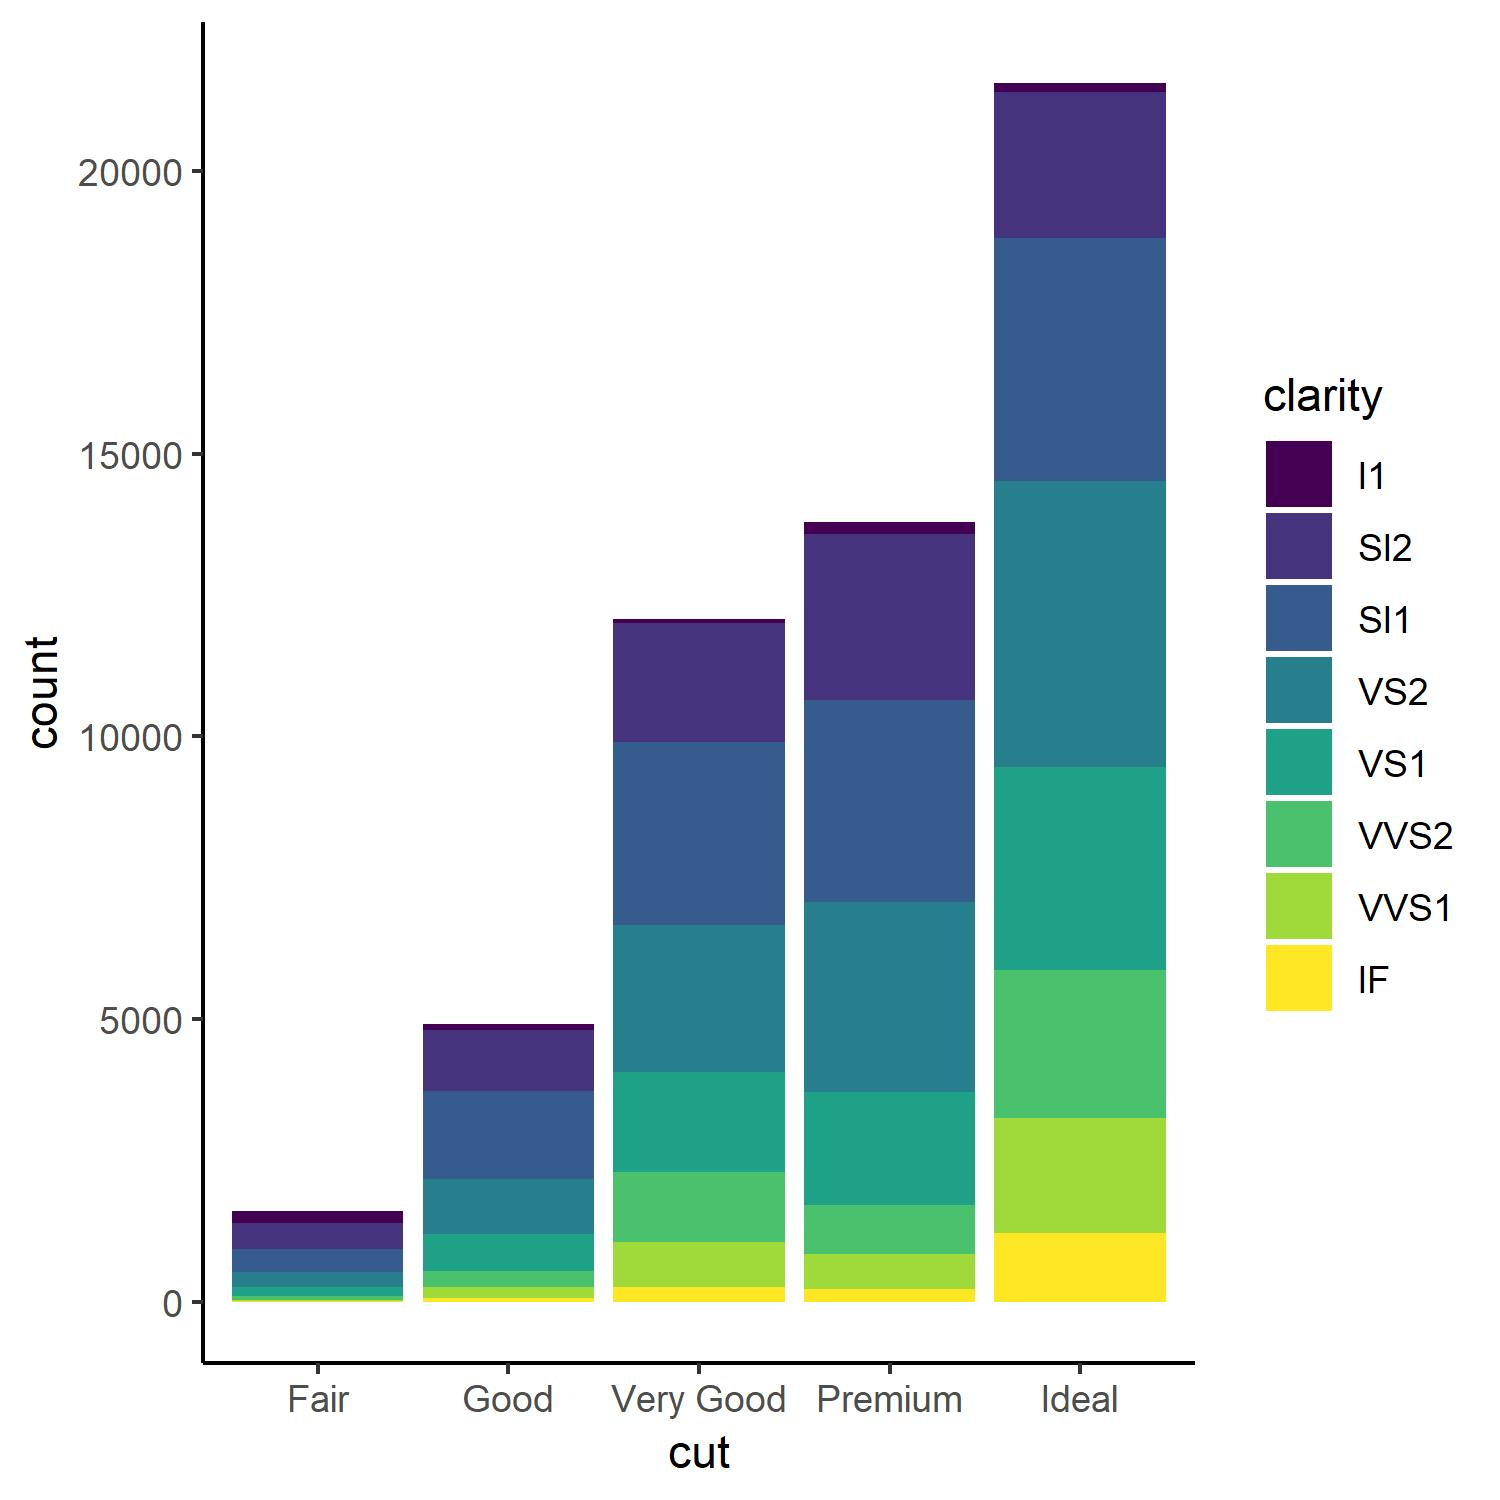 count
20000
15000
10000
5000
0
Fair Good Very Good Premium Ideal
cut
clarity
I1
SI2
SI1
VS2
VS1
VVS2
VVS1
IF